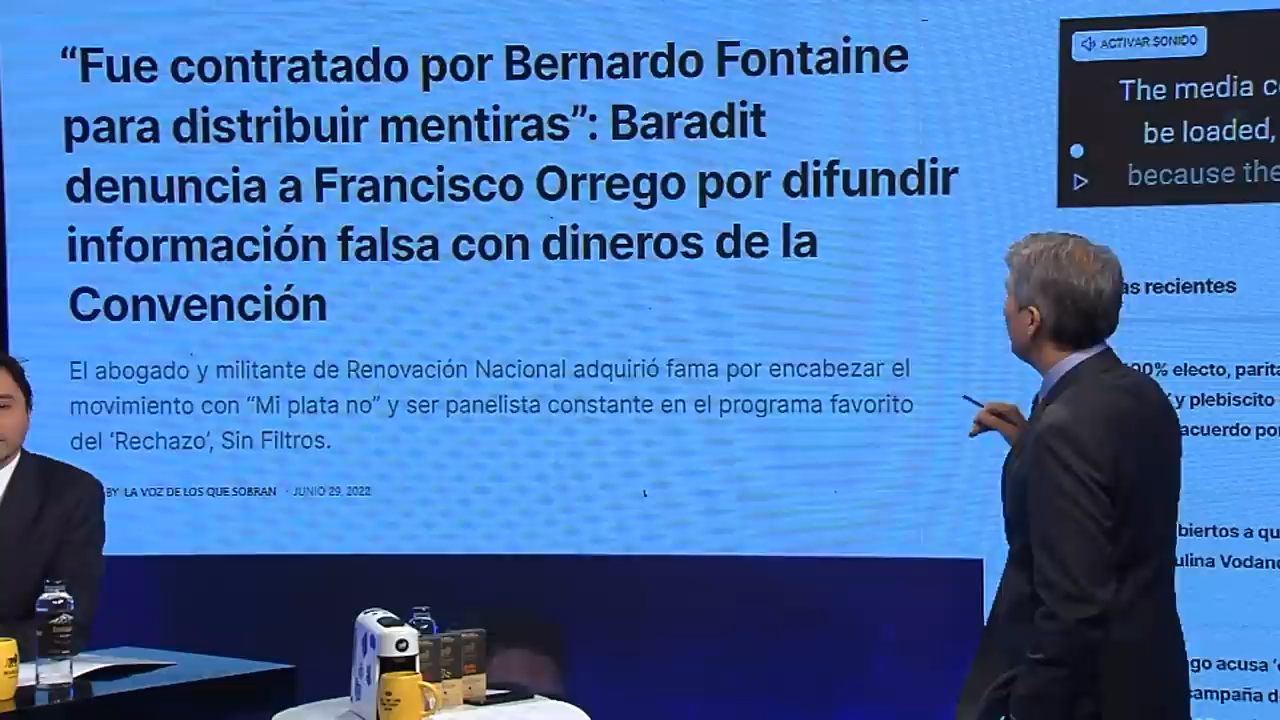 “Fue contratado por Bernardo Fontaine
para distribuir mentiras”: Baradit
denuncia a Francisco Orrego por difundir
información falsa con dineros de la
Convención
El abogado y militante de Renovación Nacional adquirió fama por encabezar el
movimiento con “Mi plata no” y ser panelista constante en el programa favorito
del ‘Rechazo’, Sin Filtros.
BY LA VOZ DE LOS QUE SOBRAN - JUNIO 29, 2022
ACTIVAR SONIDO
The media c
be loaded,
because the
as recientes
00% electo, parita
y plebiscito
acuerdo po
biertos a qu
ulina Vodan
go acusa ‘
ampaña d